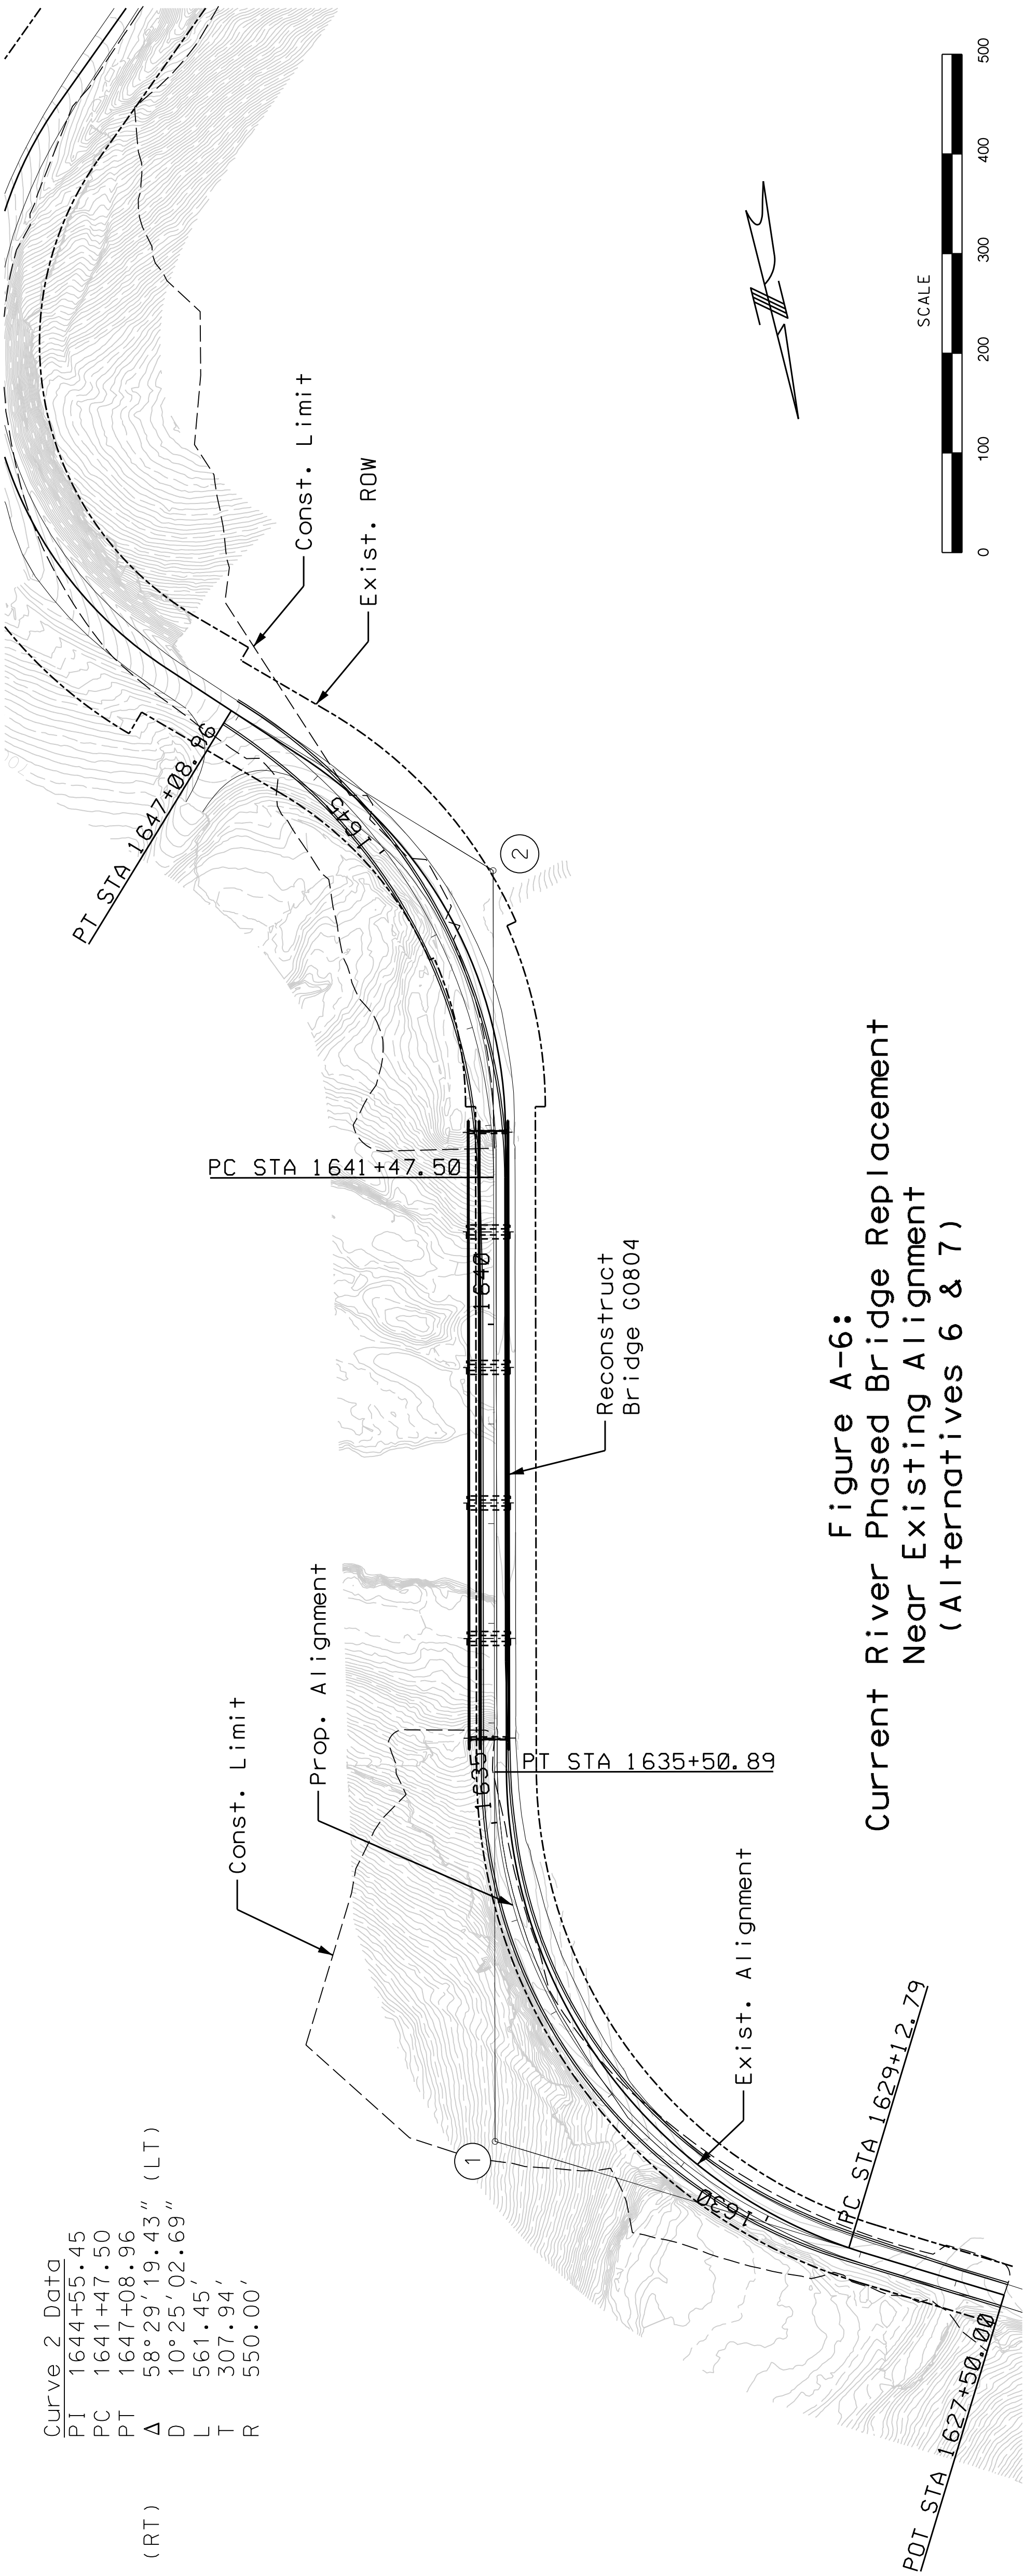 Curve 2 Data
PI 1644+55.45
PC 1641+47.50
PT 1647+08.96
(RT) Δ 58°29'19.43" (LT)
D 10°25'02.69"
L 561.45'
T 307.94'
R 550.00'
PT STA 1647+08.96
Const. Limit
Exist. ROW
1645
2
PC STA 1641+47.50
1640
Reconstruct
Bridge G0804
Const. Limit
Prop. Alignment
1635
PT STA 1635+50.89
1
Exist. Alignment
1630
PC STA 1629+12.79
POT STA 1627+50.00
SCALE
0 100 200 300 400 500
Figure A-6:
Current River Phased Bridge Replacement
Near Existing Alignment
(Alternatives 6 & 7)